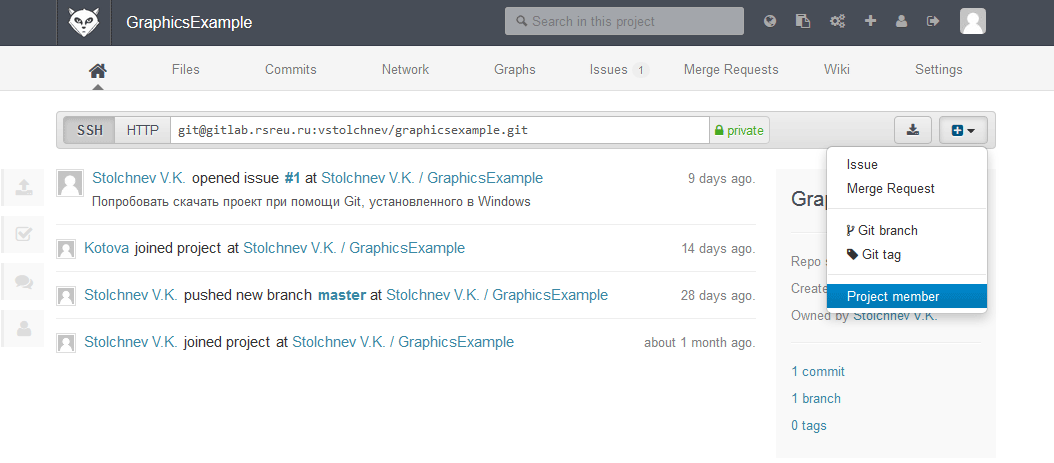 GraphicsExample
Search in this project
Files Commits Network Graphs Issues 1 Merge Requests Wiki Settings
SSH HTTP git@gitlab.rsreu.ru:vstolchnev/graphicsexample.git private
Issue
Merge Request
Git branch
Git tag
Project member
Stolchnev V.K. opened issue #1 at Stolchnev V.K. / GraphicsExample 9 days ago.
Попробовать скачать проект при помощи Git, установленного в Windows
Kotova joined project at Stolchnev V.K. / GraphicsExample 14 days ago.
Stolchnev V.K. pushed new branch master at Stolchnev V.K. / GraphicsExample 28 days ago.
Stolchnev V.K. joined project at Stolchnev V.K. / GraphicsExample about 1 month ago.
Repo
Owned by Stolchnev V.K.
1 commit
1 branch
0 tags